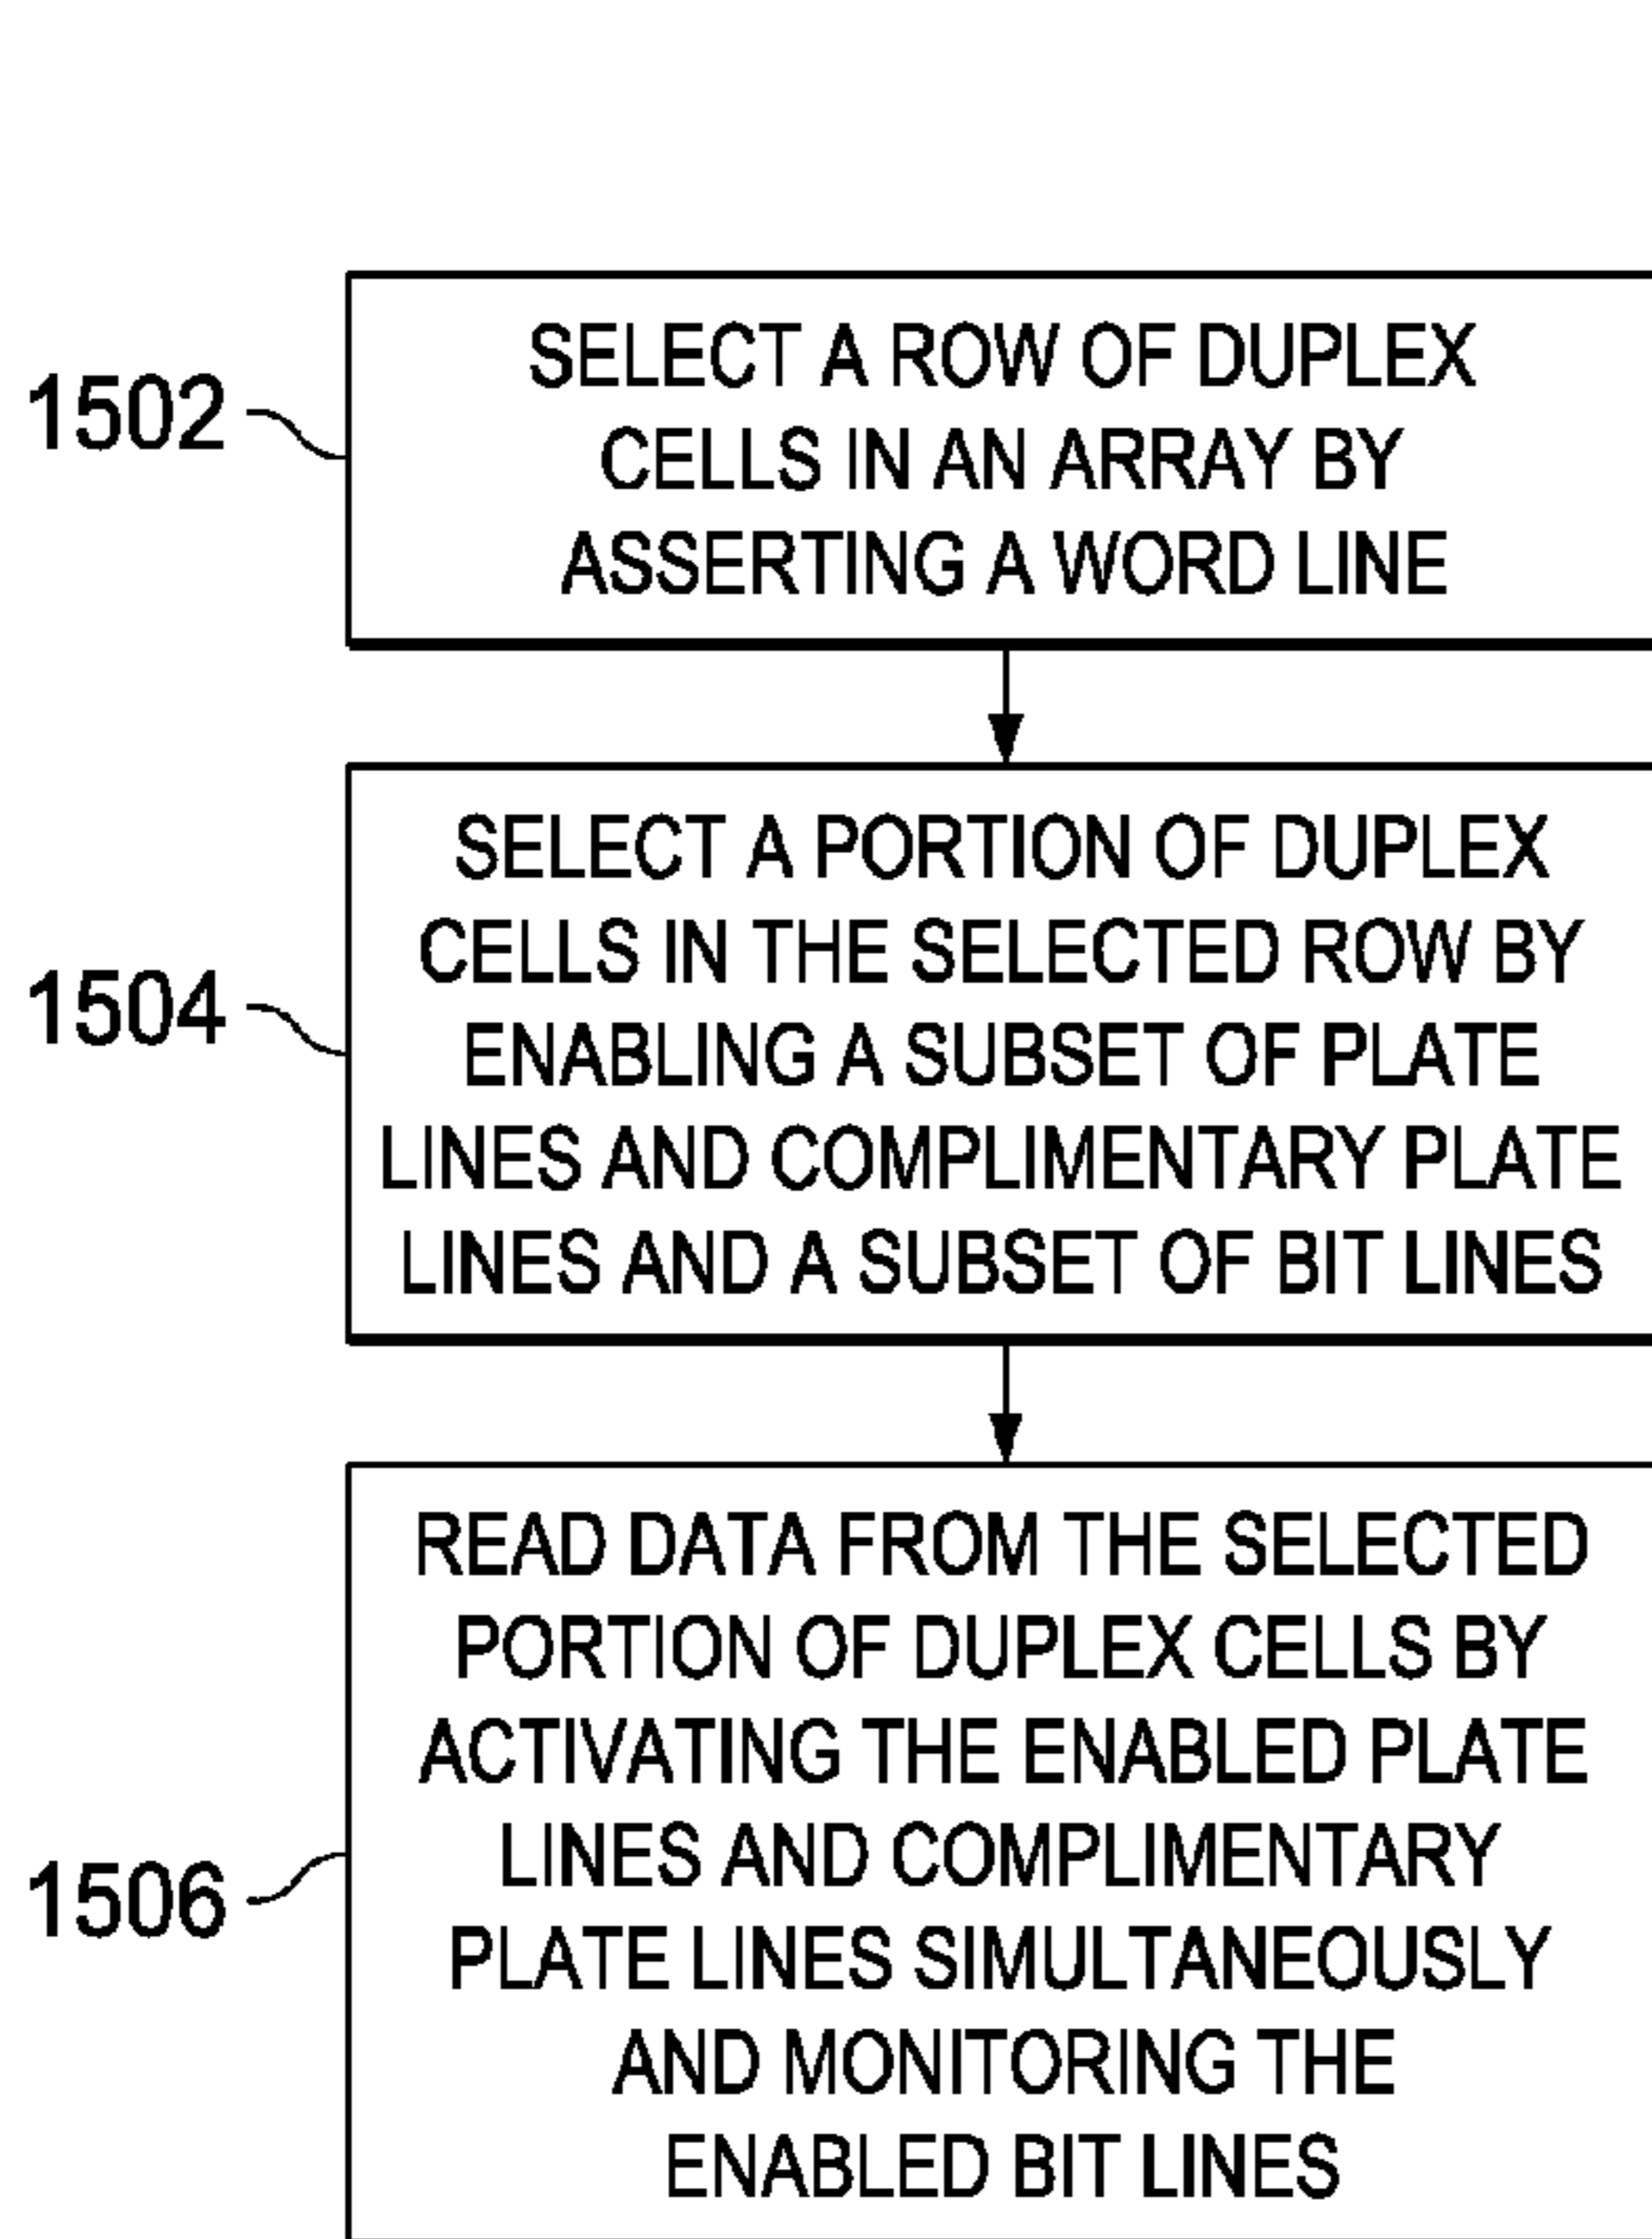 1502
SELECT A ROW OF DUPLEX
CELLS IN AN ARRAY BY
ASSERTING A WORD LINE
1504
SELECT A PORTION OF DUPLEX
CELLS IN THE SELECTED ROW BY
ENABLING A SUBSET OF PLATE
LINES AND COMPLIMENTARY PLATE
LINES AND A SUBSET OF BIT LINES
1506
READ DATA FROM THE SELECTED
PORTION OF DUPLEX CELLS BY
ACTIVATING THE ENABLED PLATE
LINES AND COMPLIMENTARY
PLATE LINES SIMULTANEOUSLY
AND MONITORING THE
ENABLED BIT LINES